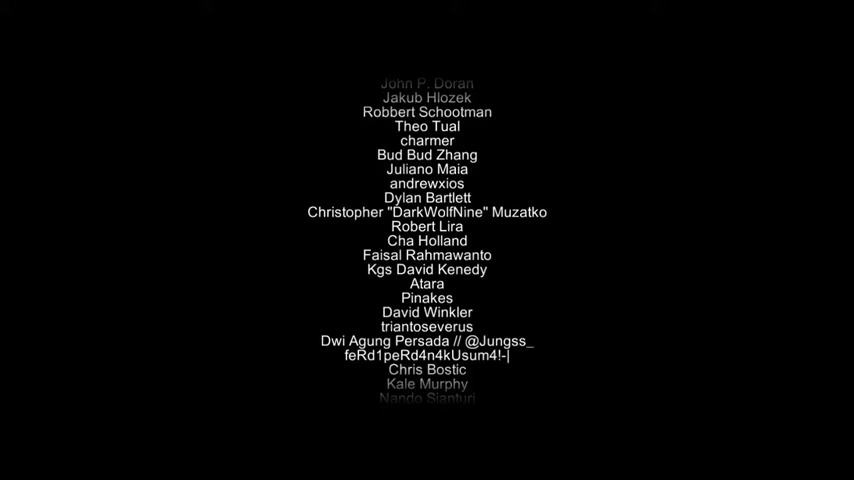 John P. Doran
Jakub Hlozek
Robbert Schootman
Theo Tual
charmer
Bud Bud Zhang
Juliano Maia
andrewxios
Dylan Bartlett
Christopher "DarkWolfNine" Muzatko
Robert Lira
Cha Holland
Faisal Rahmawanto
Kgs David Kenedy
Atara
Pinakes
David Winkler
triantoseverus
Dwi Agung Persada // @Jungss_
feRd1peRd4n4kUsum4!-|
Chris Bostic
Kale Murphy
Nando Sianturi